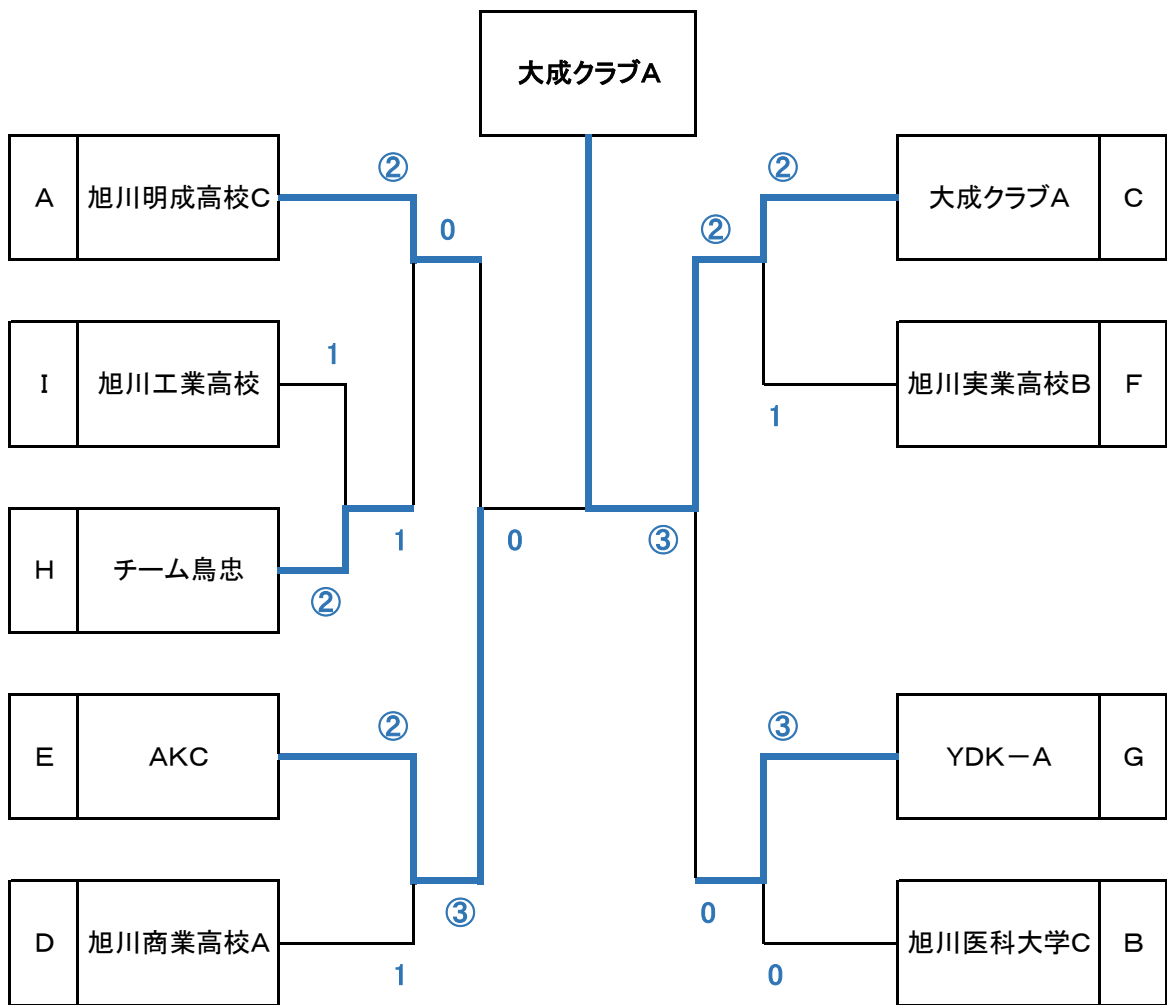 大成クラブA
② ②
A 旭川明成高校C 大成クラブA C
0 ②
1
I 旭川工業高校 旭川実業高校B F
1
1 0 ③
H チーム鳥忠
②
② ③
E AKC YDK－A G
③ 0
D 旭川商業高校A 旭川医科大学C B
1 0